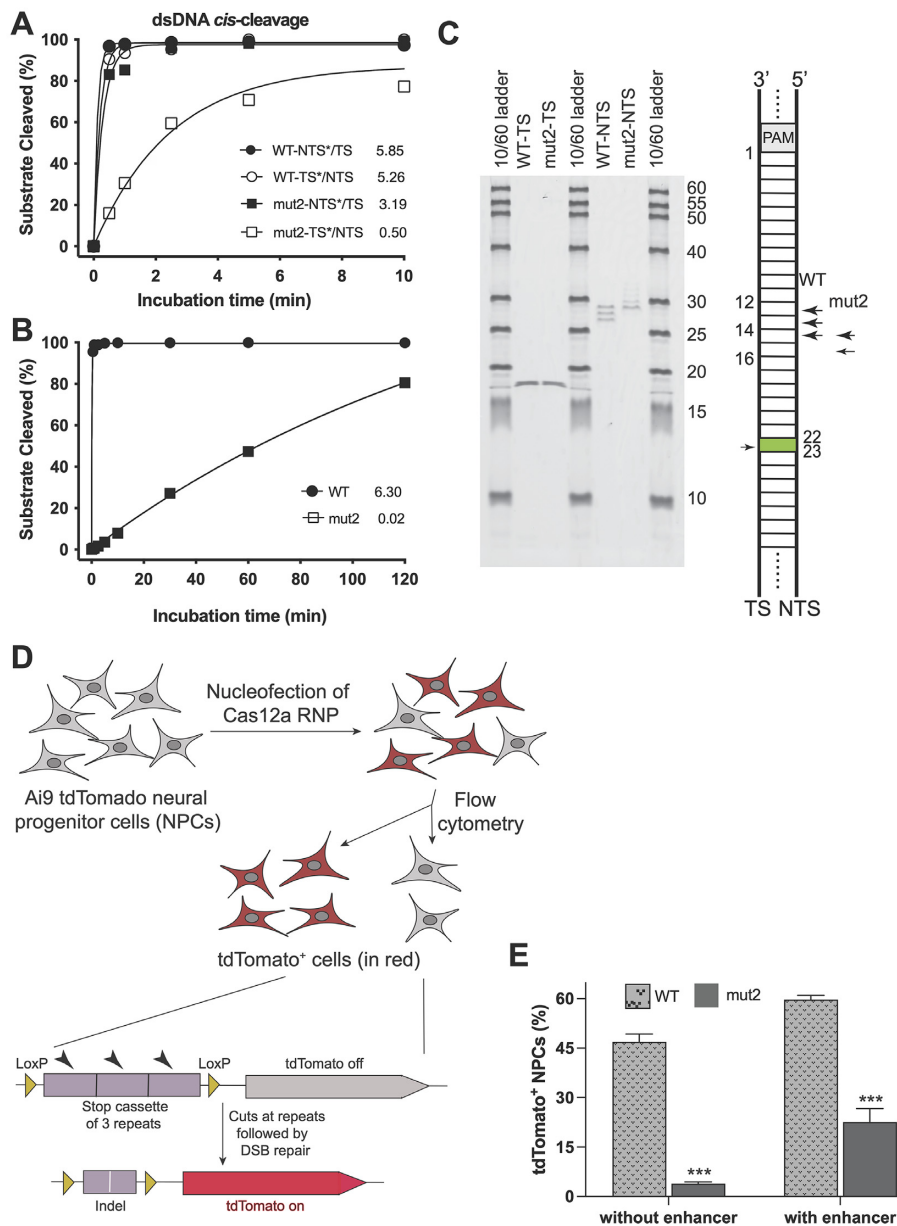 A
dsDNA cis-cleavage
Substrate Cleaved (%)
100
80
60
40
20
0
WT-NTS*/TS 5.85
WT-TS*/NTS 5.26
mut2-NTS*/TS 3.19
mut2-TS*/NTS 0.50
0 2 4 6 8 10
Incubation time (min)
B
Substrate Cleaved (%)
100
80
60
40
20
0
WT 6.30
mut2 0.02
0 20 40 60 80 100 120
Incubation time (min)
C
10/60 ladder
WT-TS
mut2-TS
10/60 ladder
WT-NTS
mut2-NTS
10/60 ladder
60
55
50
40
30
25
20
15
10
3' 5'
PAM
1
WT
12
mut2
14
16
22
23
TS NTS
D
Nucleofection of
Cas12a RNP
Ai9 tdTomado neural
progenitor cells (NPCs)
Flow
cytometry
tdTomato+ cells (in red)
LoxP
LoxP
tdTomato off
Stop cassette
of 3 repeats
Cuts at repeats
followed by
DSB repair
Indel
tdTomato on
E
tdTomato+ NPCs (%)
60
45
30
15
0
WT
mut2
***
***
without enhancer
with enhancer